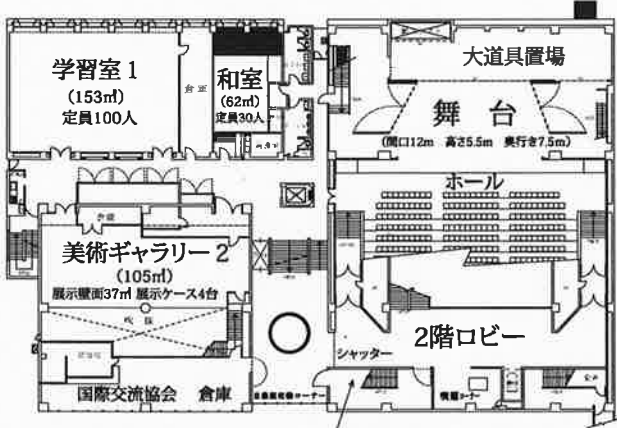 学習室1
(153㎡)
定員100人
倉庫
和室
(62㎡)
定員30人
大道具置場
舞台
(間口12m 高さ5.5m 奥行き7.5m)
ホール
美術ギャラリー2
(105㎡)
展示壁面37㎡ 展示ケース4台
吹抜
2階ロビー
シャッター
国際交流協会 倉庫